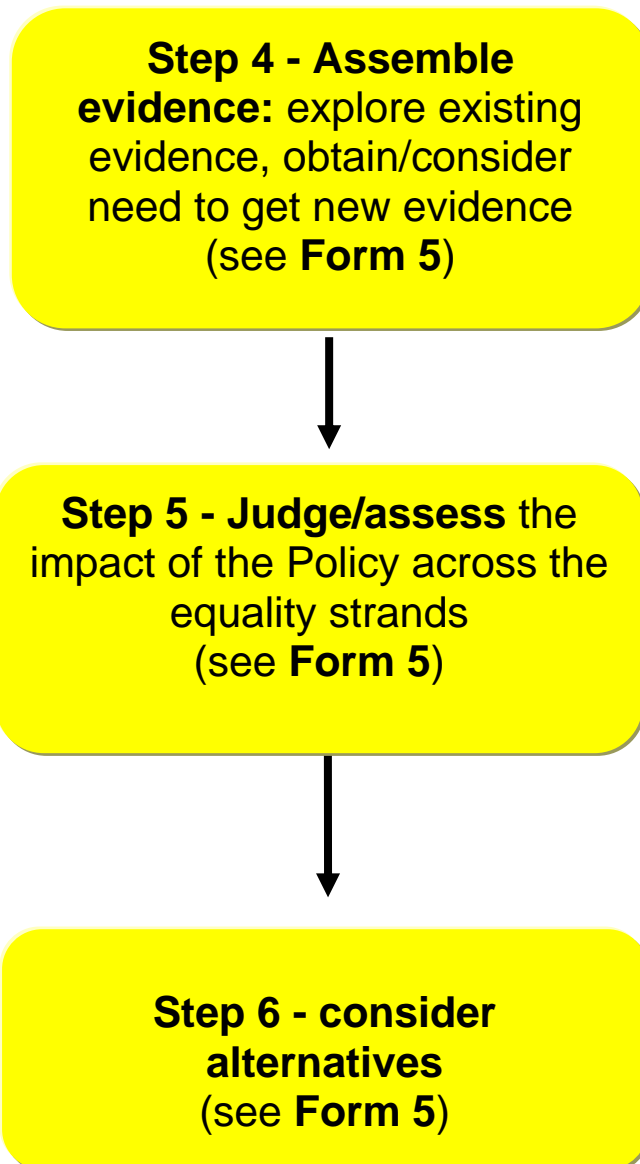 Step 4 - Assemble
evidence: explore existing
evidence, obtain/consider
need to get new evidence
(see Form 5)
Step 5 - Judge/assess the
impact of the Policy across the
equality strands
(see Form 5)
Step 6 - consider
alternatives
(see Form 5)